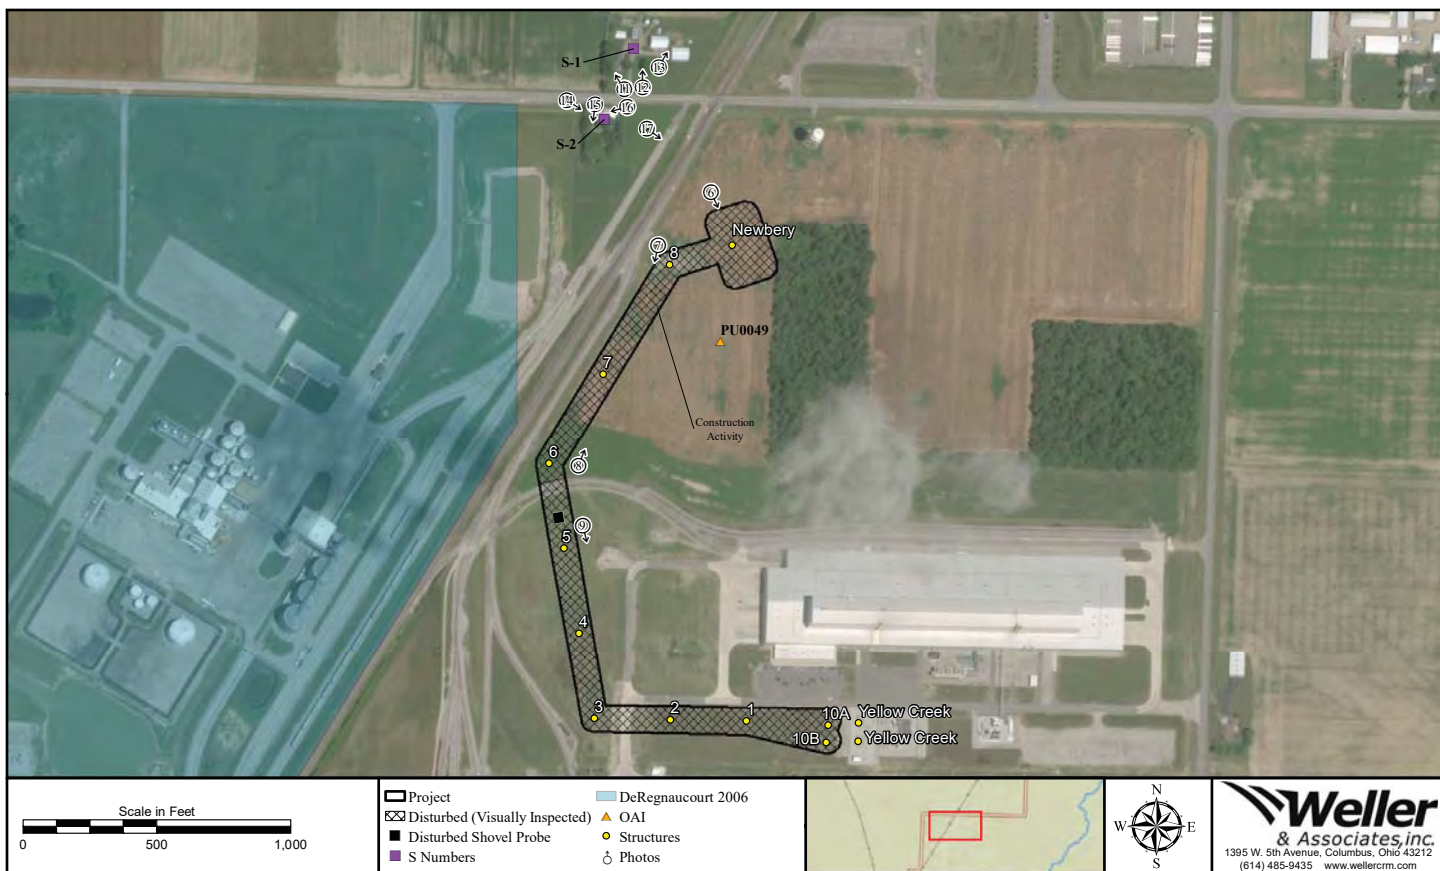 S-1
13
11
12
14
15
16
S-2
17
6
Newbery
7
8
PU0049
7
Construction
Activity
6
8
9
5
4
3
2
1
10A
Yellow Creek
10B
Yellow Creek
Scale in Feet
0
500
1,000
Project
Disturbed (Visually Inspected)
Disturbed Shovel Probe
S Numbers
DeRegnaucourt 2006
OAI
Structures
Photos
N
W
E
S
Weller
& Associates, inc.
1395 W. 5th Avenue, Columbus, Ohio 43212
(614) 485-9435 www.wellercrm.com